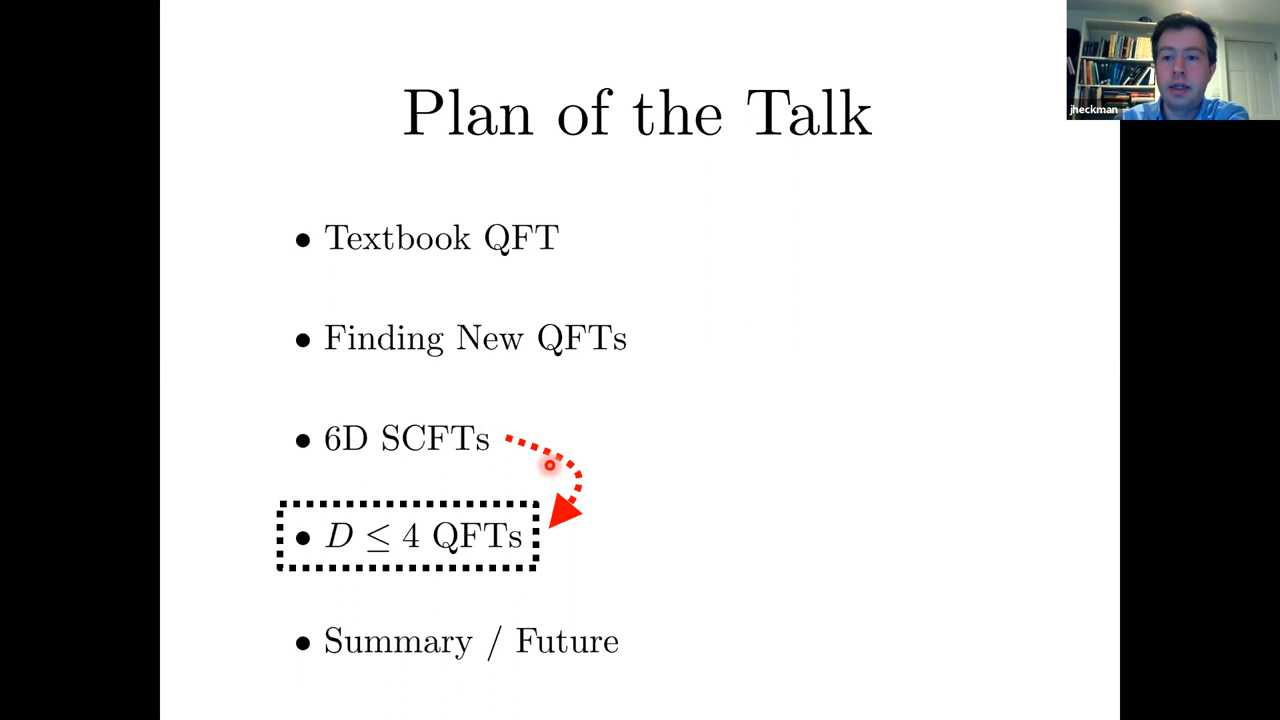 Plan of the Talk
jheckman
• Textbook QFT
• Finding New QFTs
• 6D SCFTs
• D ≤ 4 QFTs
• Summary / Future